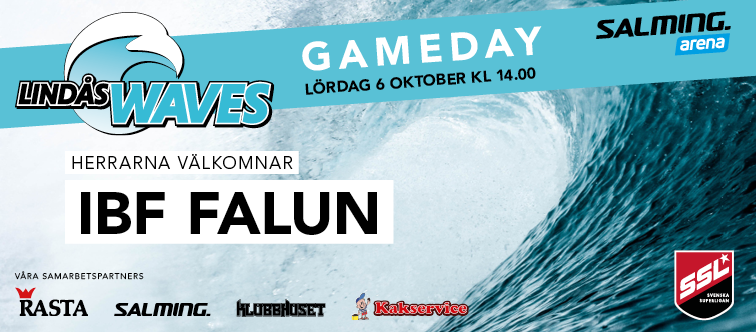 LINDÅS WAVES
GAMEDAY
LÖRDAG 6 OKTOBER KL 14.00
SALMING.
arena
HERRARNA VÄLKOMNAR
IBF FALUN
VÅRA SAMARBETSPARTNERS
RASTA SALMING. KLUBBHUSET Kakservice
SSL
SVENSKA
SUPERLIGAN